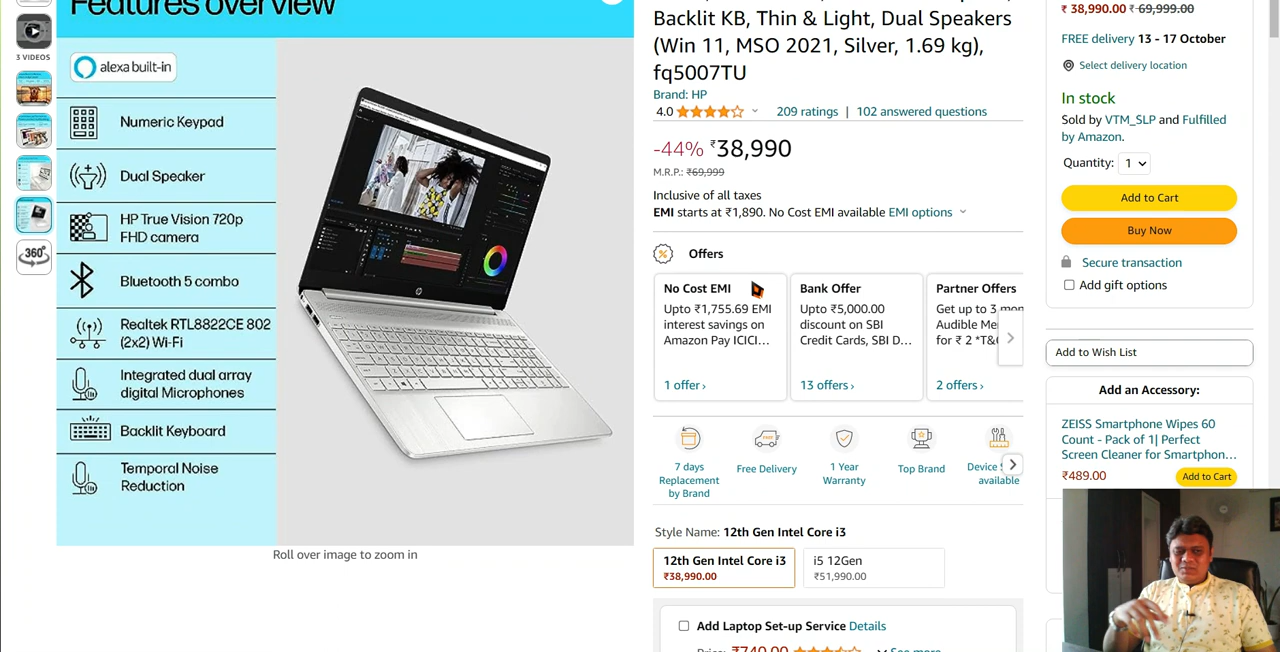 Features overview
3 VIDEOS
360°
alexa built-in
Numeric Keypad
Dual Speaker
HP True Vision 720p
FHD camera
Bluetooth 5 combo
Realtek RTL8822CE 802
(2x2) Wi-Fi
Integrated dual array
digital Microphones
Backlit Keyboard
Temporal Noise
Reduction
Roll over image to zoom in
Backlit KB, Thin & Light, Dual Speakers
(Win 11, MSO 2021, Silver, 1.69 kg),
fq5007TU
Brand: HP
4.0 209 ratings | 102 answered questions
-44% ₹38,990
M.R.P.: ₹69,999
Inclusive of all taxes
EMI starts at ₹1,890. No Cost EMI available EMI options
Offers
No Cost EMI
Upto ₹1,755.69 EMI
interest savings on
Amazon Pay ICICI…
1 offer›
Bank Offer
Upto ₹5,000.00
discount on SBI
Credit Cards, SBI D…
13 offers›
Partner Offers
Get up to 3 mon
Audible Me
for ₹ 2 *T&C
2 offers›
7 days
Replacement
by Brand
Free Delivery
1 Year
Warranty
Top Brand
Device S
available
Style Name: 12th Gen Intel Core i3
12th Gen Intel Core i3
₹38,990.00
i5 12Gen
₹51,990.00
Add Laptop Set-up Service Details
Price: ₹740.00 See more
₹ 38,990.00 ₹ 69,999.00
FREE delivery 13 - 17 October
Select delivery location
In stock
Sold by VTM_SLP and Fulfilled
by Amazon.
Quantity: 1
Add to Cart
Buy Now
Secure transaction
Add gift options
Add to Wish List
Add an Accessory:
ZEISS Smartphone Wipes 60
Count - Pack of 1| Perfect
Screen Cleaner for Smartphon…
₹489.00 Add to Cart